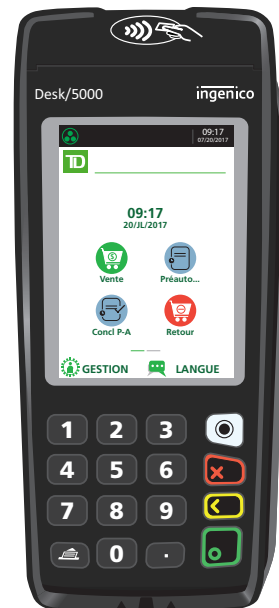 Desk/5000 ingenico
09:17
07/20/2017
TD
09:17
20/JL/2017
Vente Préauto...
Concl P-A Retour
GESTION LANGUE
1 2 3
4 5 6
7 8 9
0 .